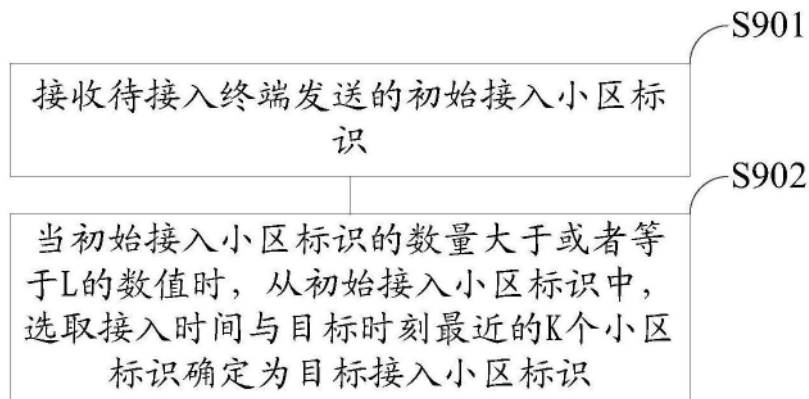 S901
接收待接入终端发送的初始接入小区标
识
S902
当初始接入小区标识的数量大于或者等
于L的数值时，从初始接入小区标识中，
选取接入时间与目标时刻最近的K个小区
标识确定为目标接入小区标识